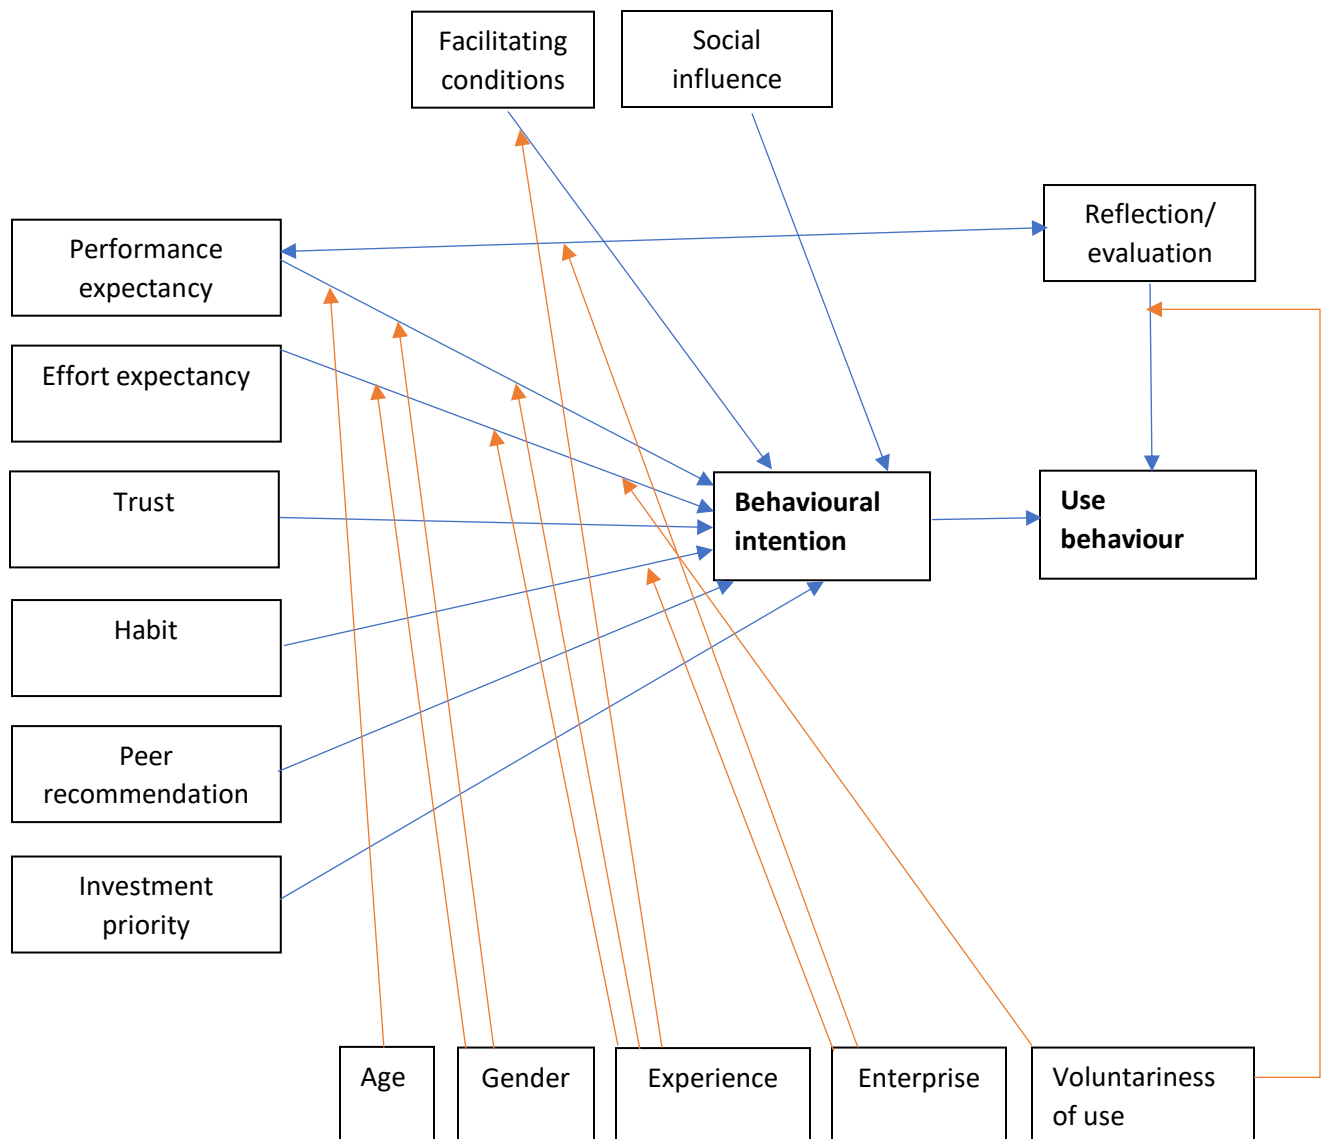 Facilitating
conditions
Social
influence
Reflection/
evaluation
Performance
expectancy
Effort expectancy
Trust
Habit
Peer
recommendation
Investment
priority
Behavioural
intention
Use
behaviour
Age
Gender
Experience
Enterprise
Voluntariness
of use